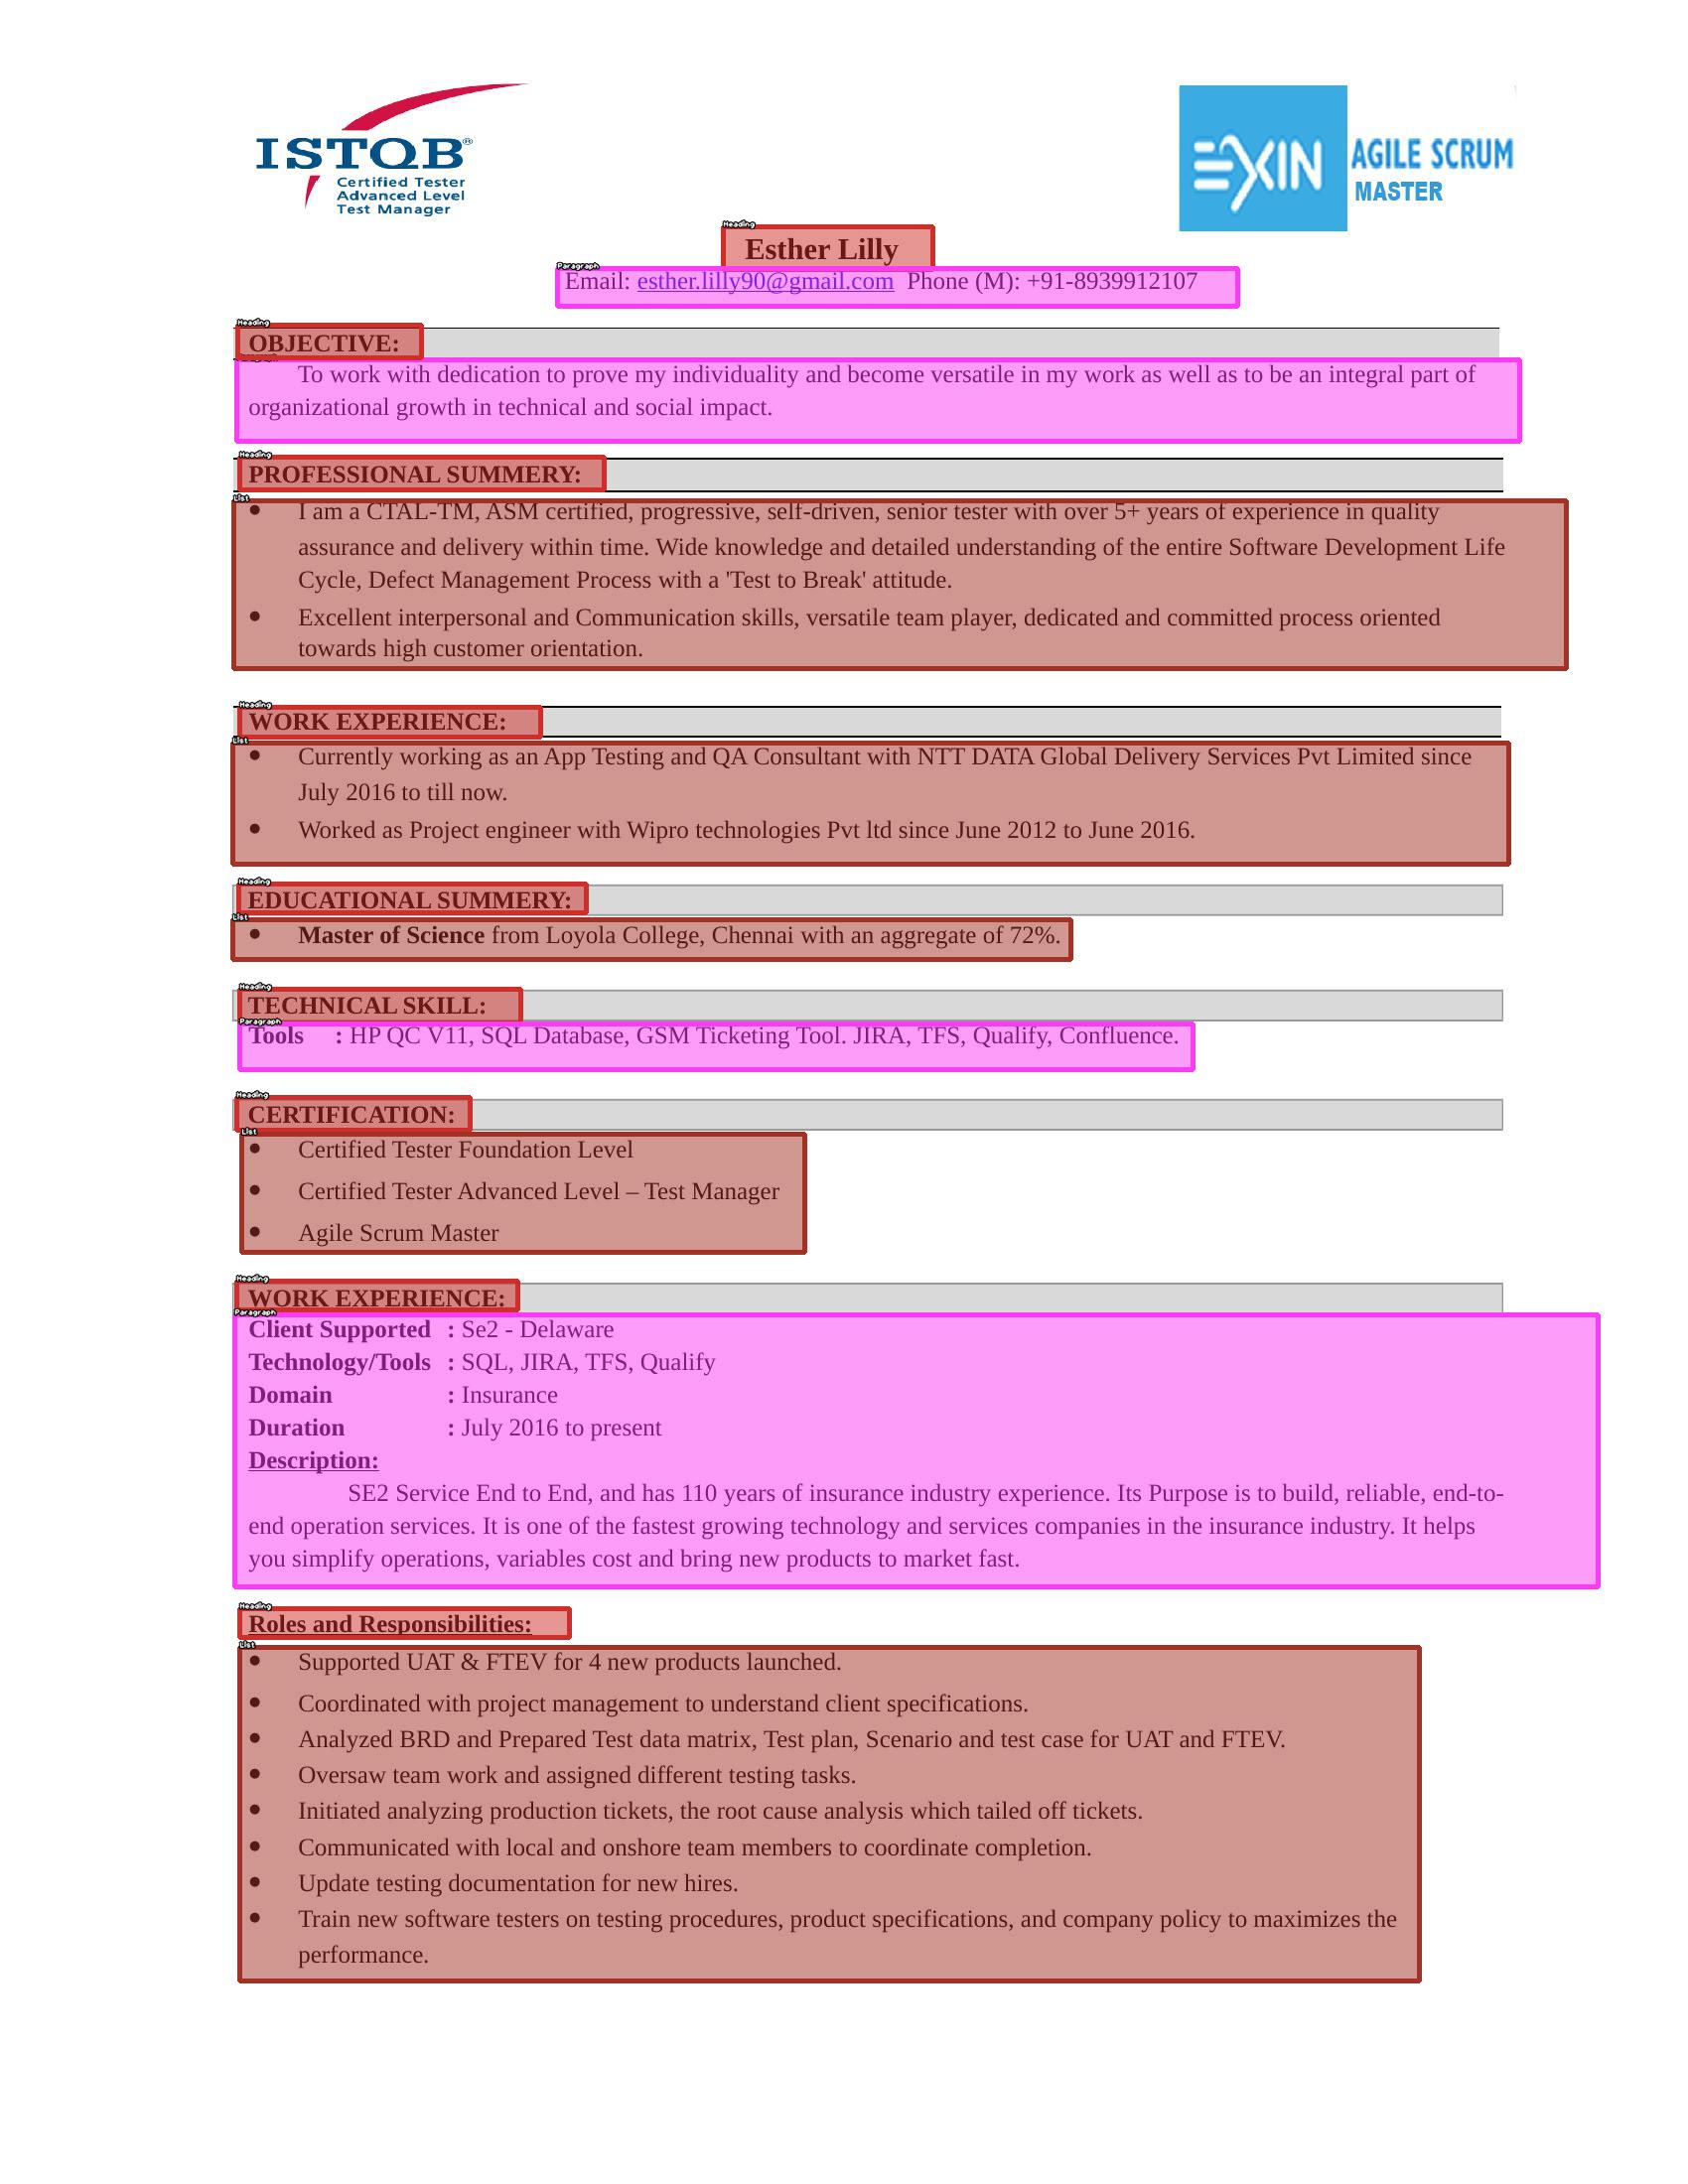 ISTQB®
Certified Tester
Advanced Level
Test Manager
EXIN
AGILE SCRUM
MASTER
Heading
Esther Lilly
Paragraph
Email: esther.lilly90@gmail.com Phone (M): +91-8939912107
Heading
OBJECTIVE:
Paragraph
To work with dedication to prove my individuality and become versatile in my work as well as to be an integral part of
organizational growth in technical and social impact.
Heading
PROFESSIONAL SUMMERY:
List
• I am a CTAL-TM, ASM certified, progressive, self-driven, senior tester with over 5+ years of experience in quality
assurance and delivery within time. Wide knowledge and detailed understanding of the entire Software Development Life
Cycle, Defect Management Process with a 'Test to Break' attitude.
• Excellent interpersonal and Communication skills, versatile team player, dedicated and committed process oriented
towards high customer orientation.
Heading
WORK EXPERIENCE:
List
• Currently working as an App Testing and QA Consultant with NTT DATA Global Delivery Services Pvt Limited since
July 2016 to till now.
• Worked as Project engineer with Wipro technologies Pvt ltd since June 2012 to June 2016.
Heading
EDUCATIONAL SUMMERY:
List
• Master of Science from Loyola College, Chennai with an aggregate of 72%.
Heading
TECHNICAL SKILL:
Paragraph
Tools : HP QC V11, SQL Database, GSM Ticketing Tool. JIRA, TFS, Qualify, Confluence.
Heading
CERTIFICATION:
List
• Certified Tester Foundation Level
• Certified Tester Advanced Level – Test Manager
• Agile Scrum Master
Heading
WORK EXPERIENCE:
Paragraph
Client Supported : Se2 - Delaware
Technology/Tools : SQL, JIRA, TFS, Qualify
Domain : Insurance
Duration : July 2016 to present
Description:
SE2 Service End to End, and has 110 years of insurance industry experience. Its Purpose is to build, reliable, end-to-
end operation services. It is one of the fastest growing technology and services companies in the insurance industry. It helps
you simplify operations, variables cost and bring new products to market fast.
Heading
Roles and Responsibilities:
List
• Supported UAT & FTEV for 4 new products launched.
• Coordinated with project management to understand client specifications.
• Analyzed BRD and Prepared Test data matrix, Test plan, Scenario and test case for UAT and FTEV.
• Oversaw team work and assigned different testing tasks.
• Initiated analyzing production tickets, the root cause analysis which tailed off tickets.
• Communicated with local and onshore team members to coordinate completion.
• Update testing documentation for new hires.
• Train new software testers on testing procedures, product specifications, and company policy to maximizes the
performance.